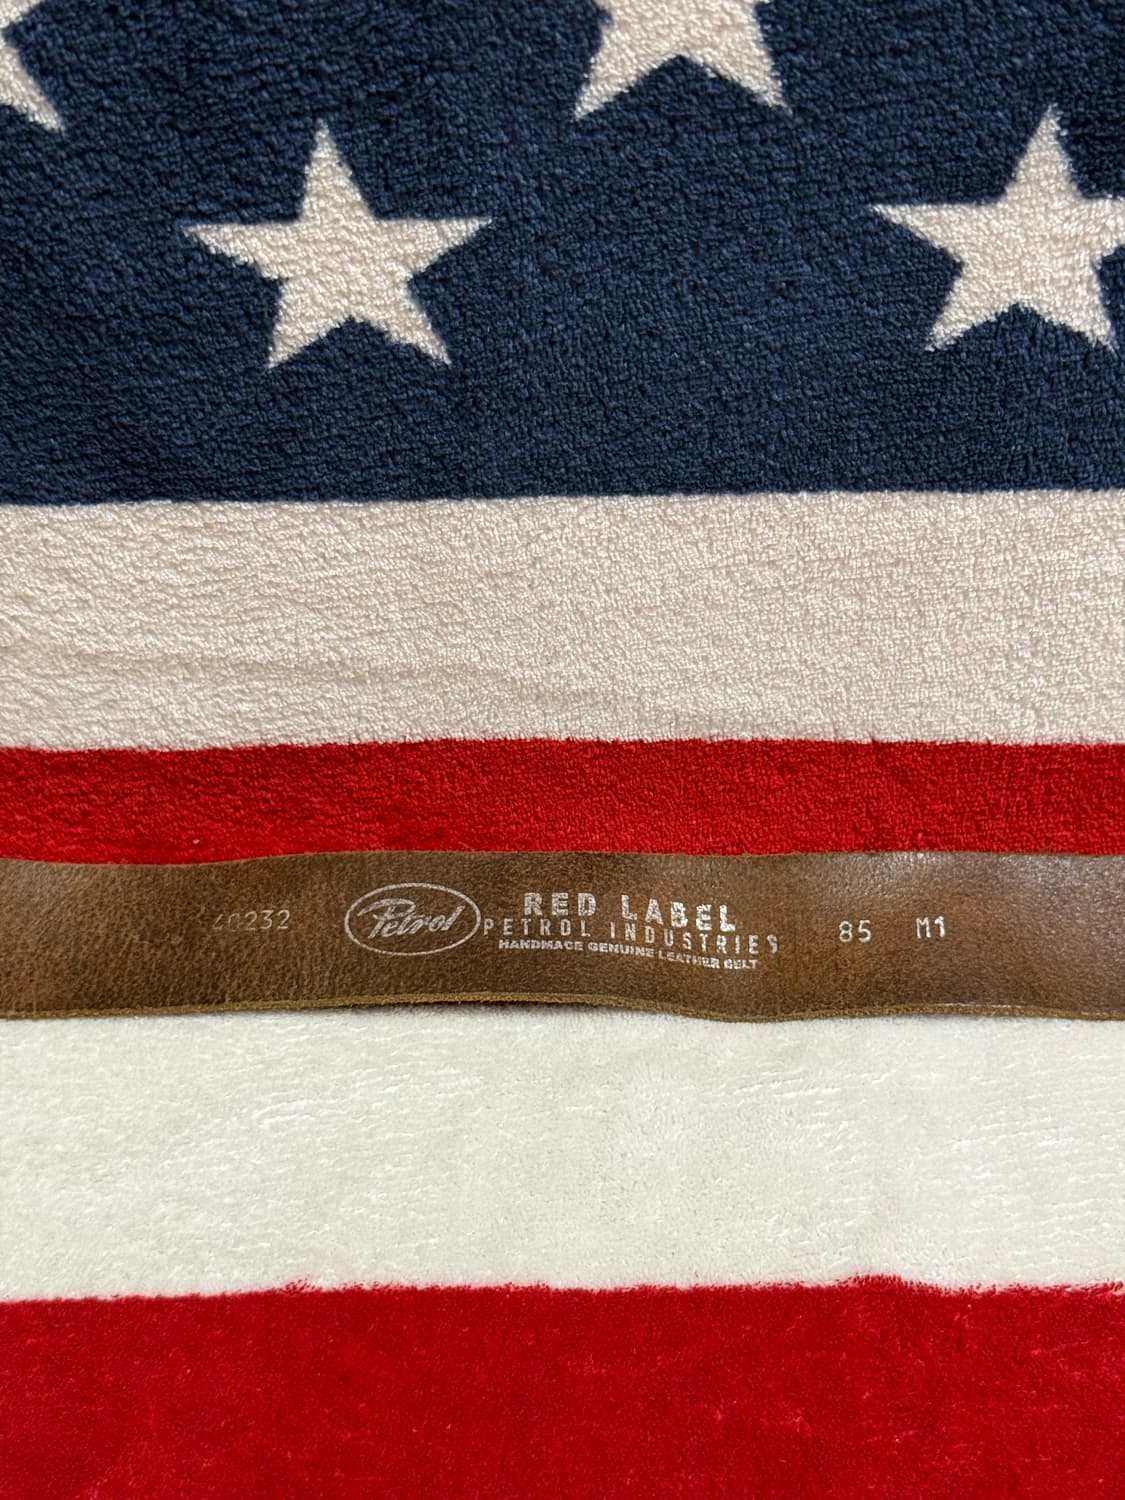 40232
Petrol
RED LABEL
PETROL INDUSTRIES
HANDMADE GENUINE LEATHER BELT
85 M1